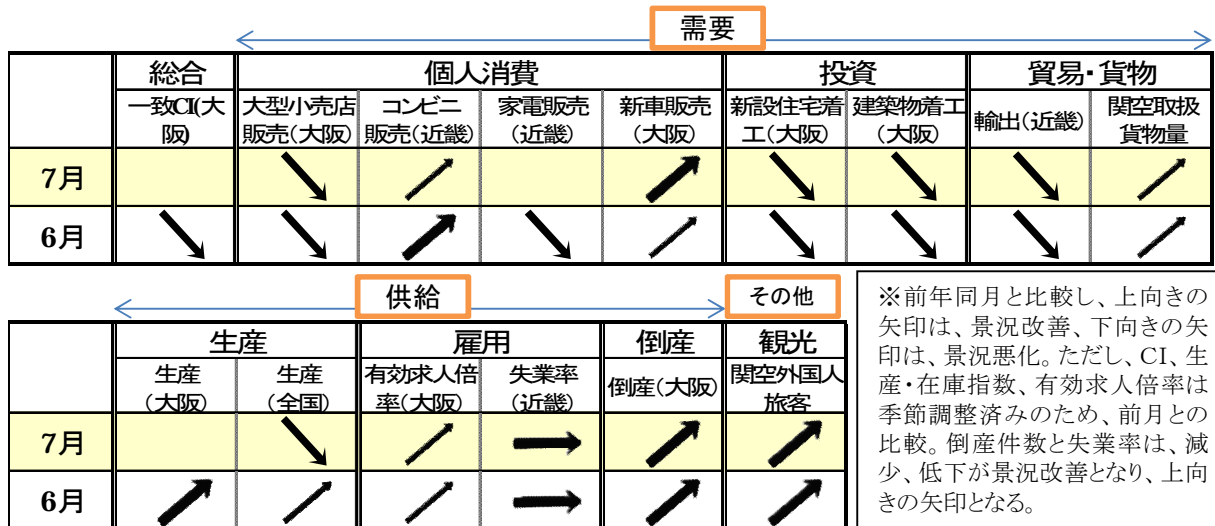 需要
総合 個人消費 投資 貿易・貨物
一致CI(大阪) 大型小売店販売(大阪) コンビニ販売(近畿) 家電販売(近畿) 新車販売(大阪) 新設住宅着工(大阪) 建築物着工(大阪) 輸出(近畿) 関空取扱貨物量
7月
6月
供給 その他
生産 雇用 倒産 観光
生産(大阪) 生産(全国) 有効求人倍率(大阪) 失業率(近畿) 倒産(大阪) 関空外国人旅客
7月
6月
※前年同月と比較し、上向きの
矢印は、景況改善、下向きの矢
印は、景況悪化。ただし、CI、生
産・在庫指数、有効求人倍率は
季節調整済みのため、前月との
比較。倒産件数と失業率は、減
少、低下が景況改善となり、上向
きの矢印となる。